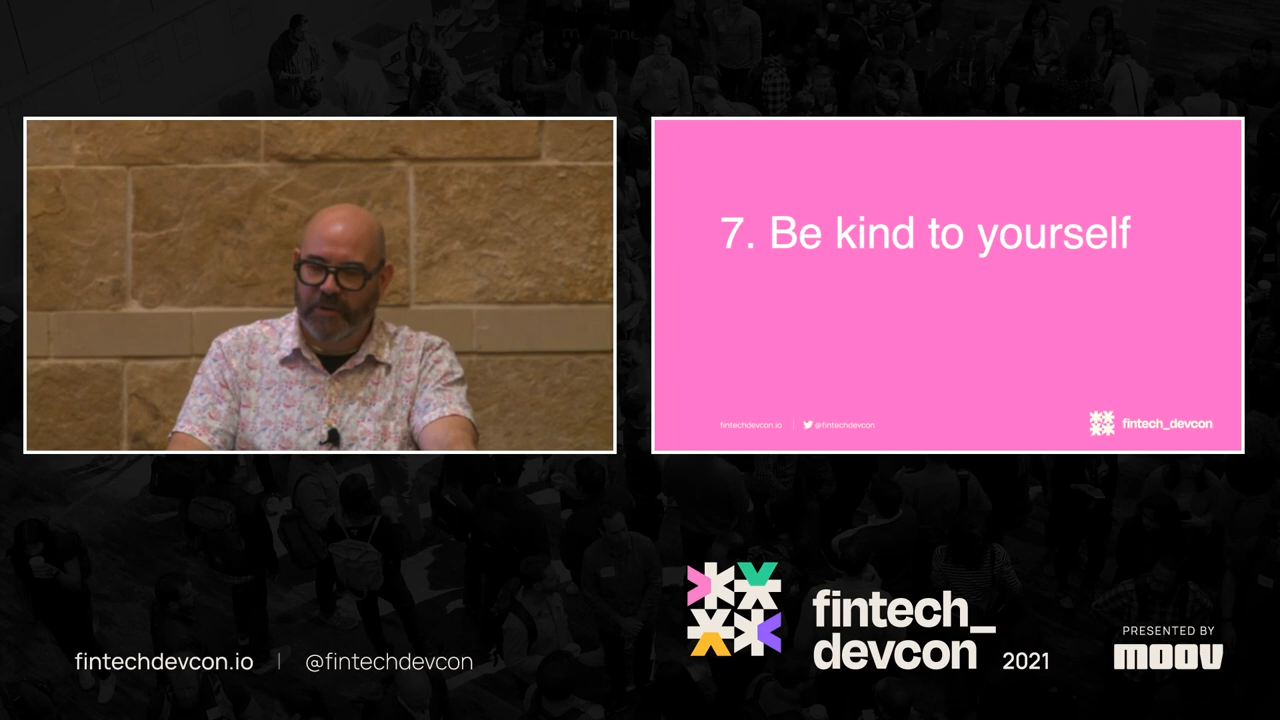 7. Be kind to yourself
fintechdevcon.io | @fintechdevcon
fintech_devcon
fintechdevcon.io | @fintechdevcon
fintech_
devcon 2021
PRESENTED BY
moov